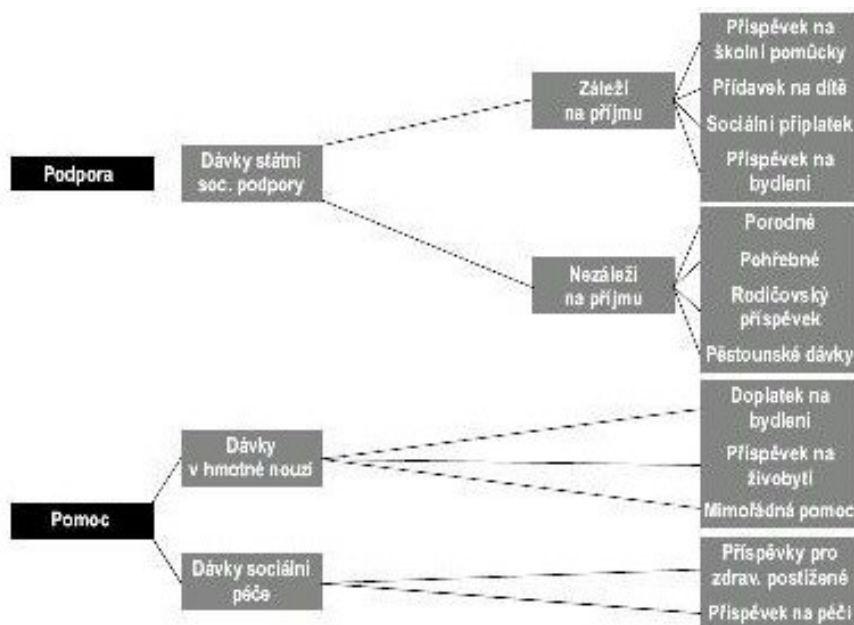 Podpora
Dávky státní
soc. podpory
Záleží
na příjmu
Příspěvek na
školní pomůcky
Přídavek na dítě
Sociální příplatek
Příspěvek na
bydlení
Nezáleží
na příjmu
Porodné
Pohřebné
Rodičovský
příspěvek
Pěstounské dávky
Pomoc
Dávky
v hmotné nouzi
Doplatek na
bydlení
Příspěvek na
živobytí
Mimořádná pomoc
Dávky sociální
péče
Příspěvky pro
zdrav. postižené
Příspěvek na péči